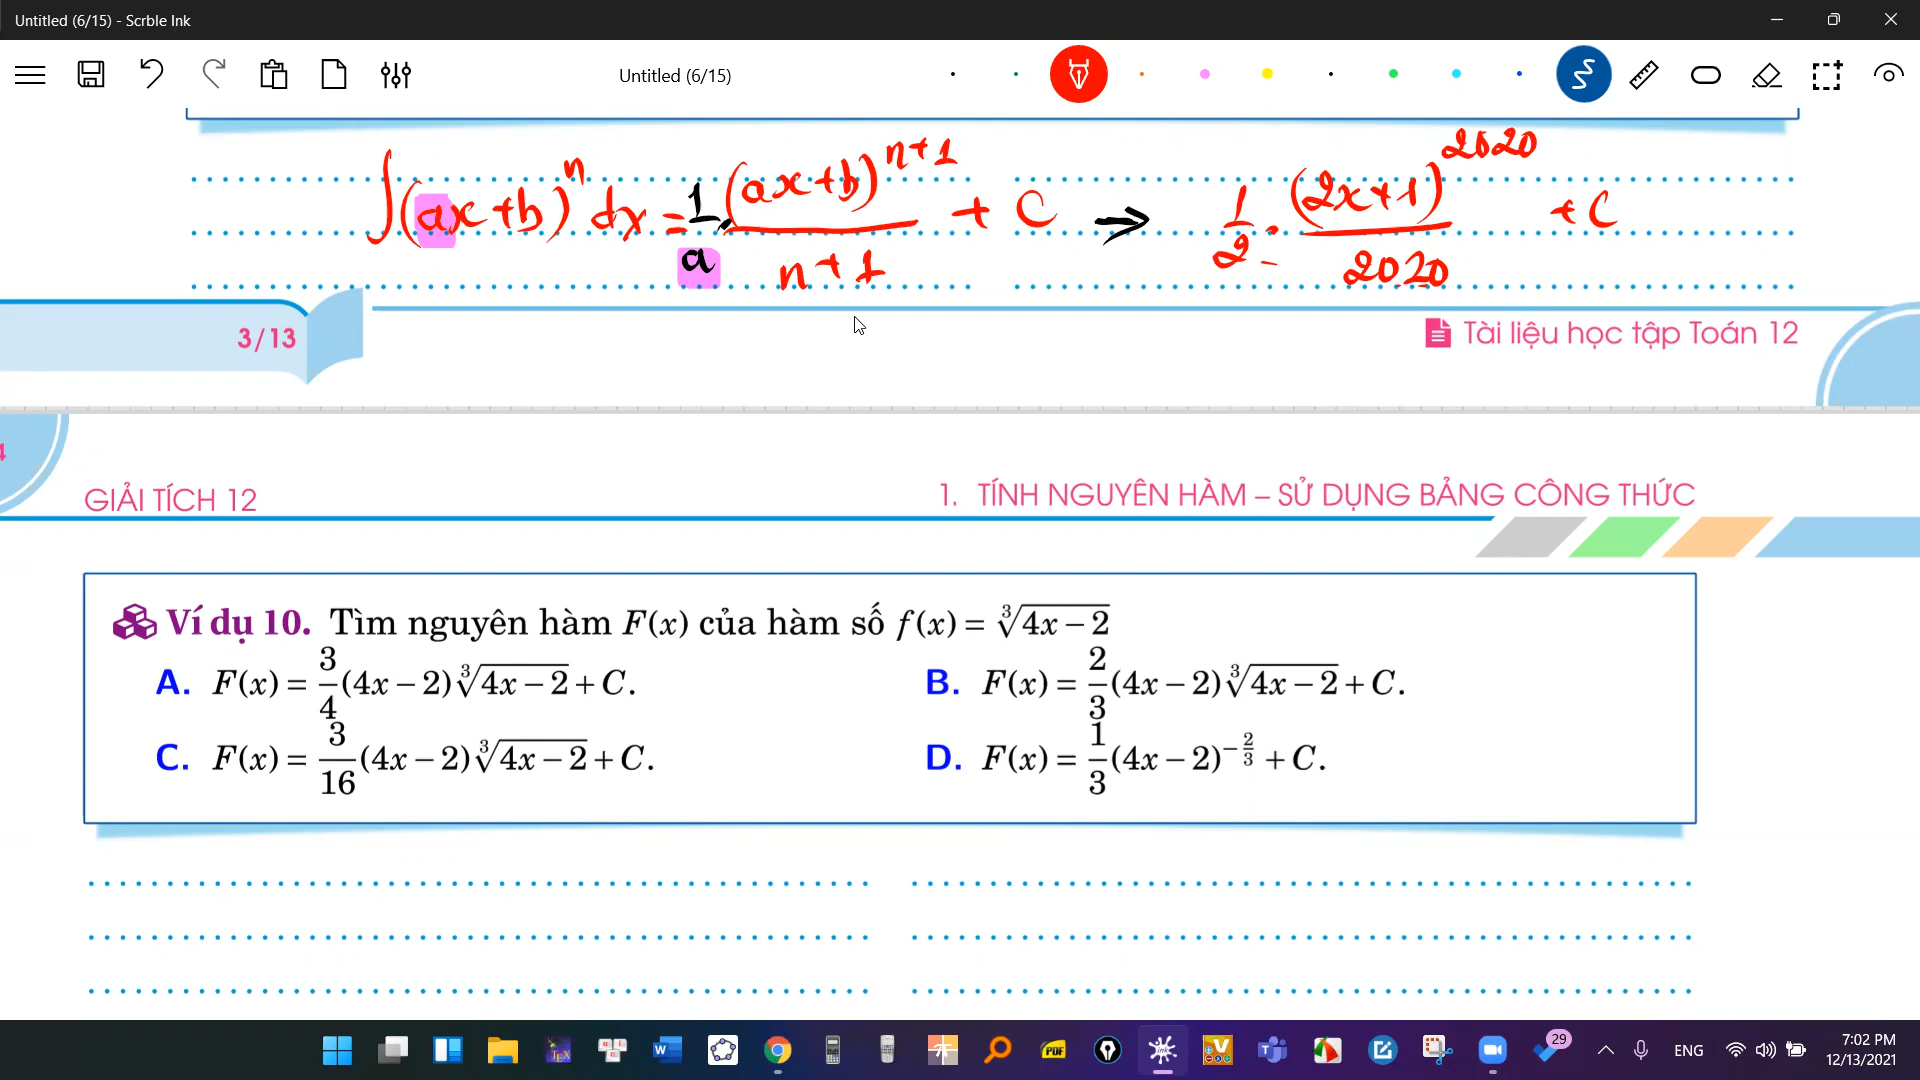 Untitled (6/15) - Scrble Ink
Untitled (6/15)
∫(ax+b)^n dx = 1/a . (ax+b)^{n+1}/(n+1) + C ⇒ 1/2 . (2x+1)^{2020}/2020 + C
3/13
Tài liệu học tập Toán 12
4
GIẢI TÍCH 12
1. TÍNH NGUYÊN HÀM – SỬ DỤNG BẢNG CÔNG THỨC
Ví dụ 10. Tìm nguyên hàm F(x) của hàm số f(x) = ∛(4x − 2)
A. F(x) = 3/4 (4x − 2)∛(4x − 2) + C.
B. F(x) = 2/3 (4x − 2)∛(4x − 2) + C.
C. F(x) = 3/16 (4x − 2)∛(4x − 2) + C.
D. F(x) = 1/3 (4x − 2)^{−2/3} + C.
29
ENG
7:02 PM
12/13/2021